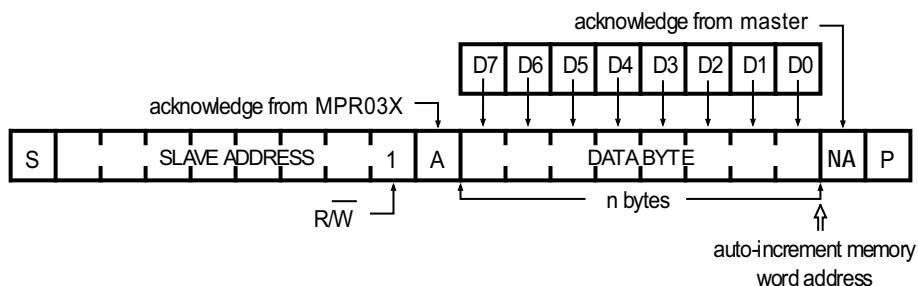 acknowledge from master
D7 D6 D5 D4 D3 D2 D1 D0
acknowledge from MPR03X
S SLAVE ADDRESS 1 A DATA BYTE NA P
R/W̅
n bytes
auto-increment memory
word address